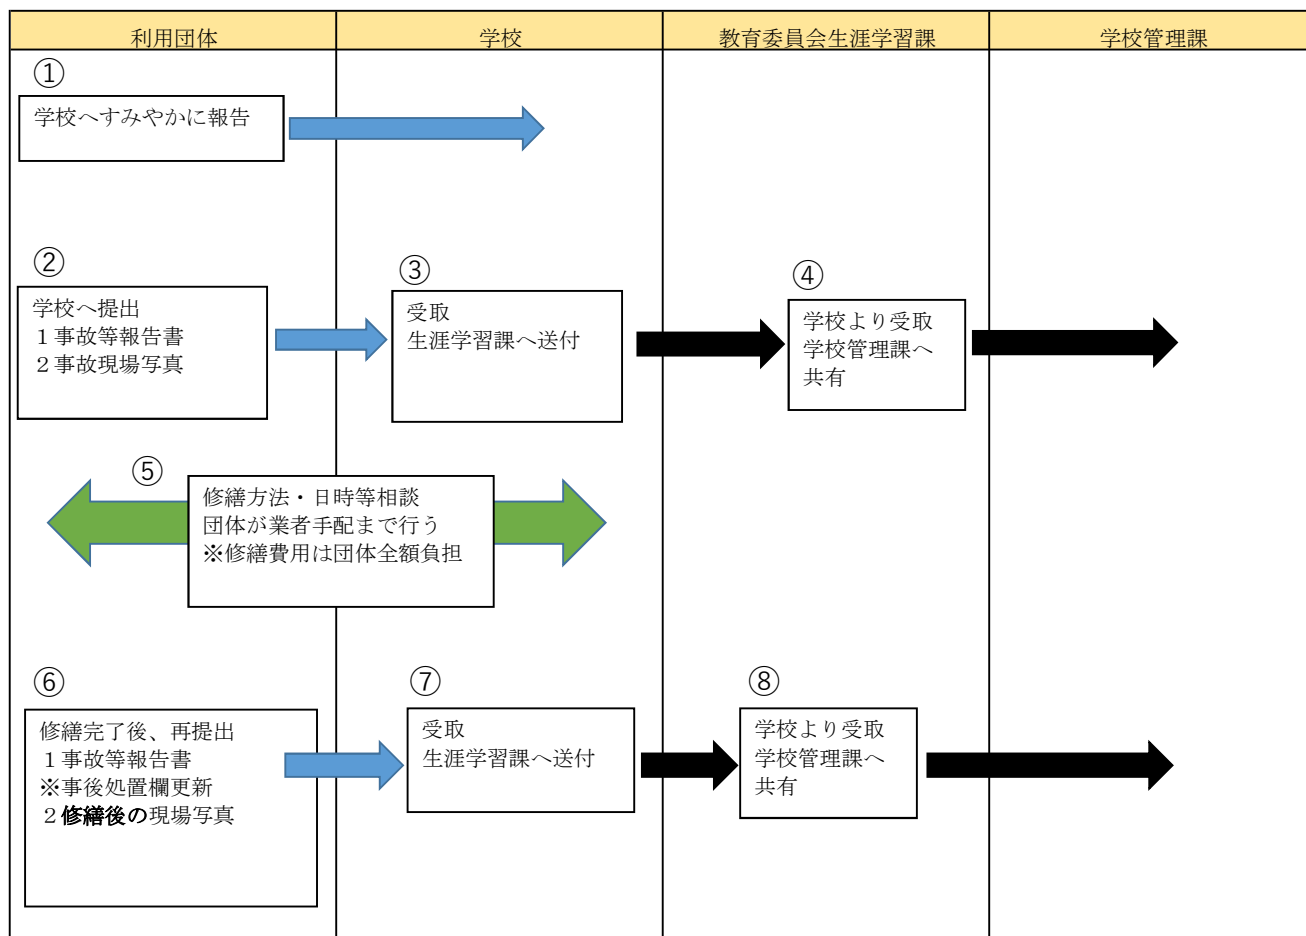 利用団体
学校
教育委員会生涯学習課
学校管理課
①
学校へすみやかに報告
②
学校へ提出
１事故等報告書
２事故現場写真
③
受取
生涯学習課へ送付
④
学校より受取
学校管理課へ
共有
⑤
修繕方法・日時等相談
団体が業者手配まで行う
※修繕費用は団体全額負担
⑥
修繕完了後、再提出
１事故等報告書
※事後処置欄更新
２修繕後の現場写真
⑦
受取
生涯学習課へ送付
⑧
学校より受取
学校管理課へ
共有